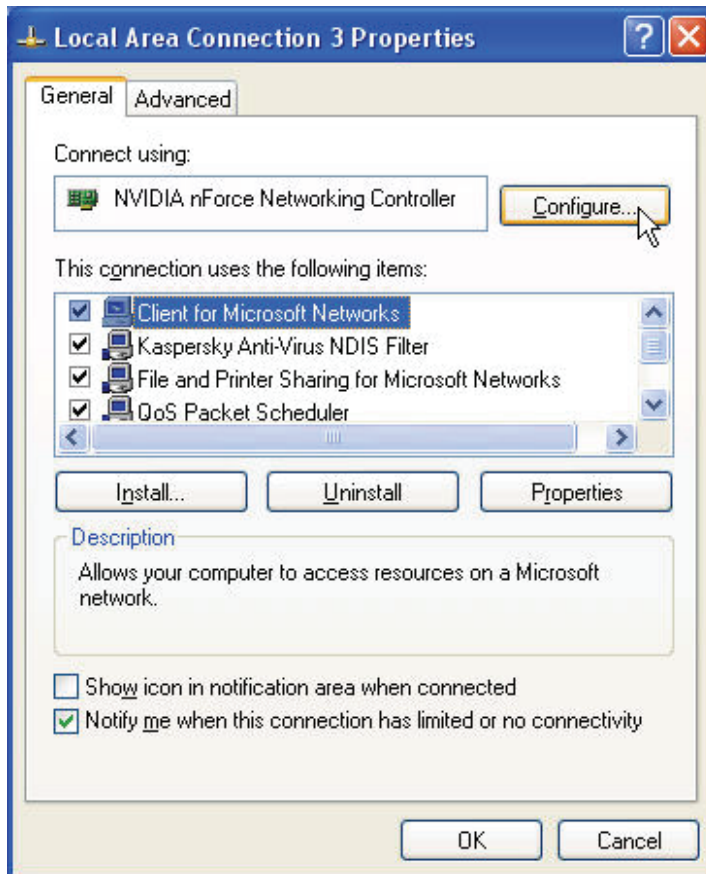 Local Area Connection 3 Properties
General Advanced
Connect using:
NVIDIA nForce Networking Controller Configure...
This connection uses the following items:
Client for Microsoft Networks
Kaspersky Anti-Virus NDIS Filter
File and Printer Sharing for Microsoft Networks
QoS Packet Scheduler
Install... Uninstall Properties
Description
Allows your computer to access resources on a Microsoft
network.
Show icon in notification area when connected
Notify me when this connection has limited or no connectivity
OK Cancel